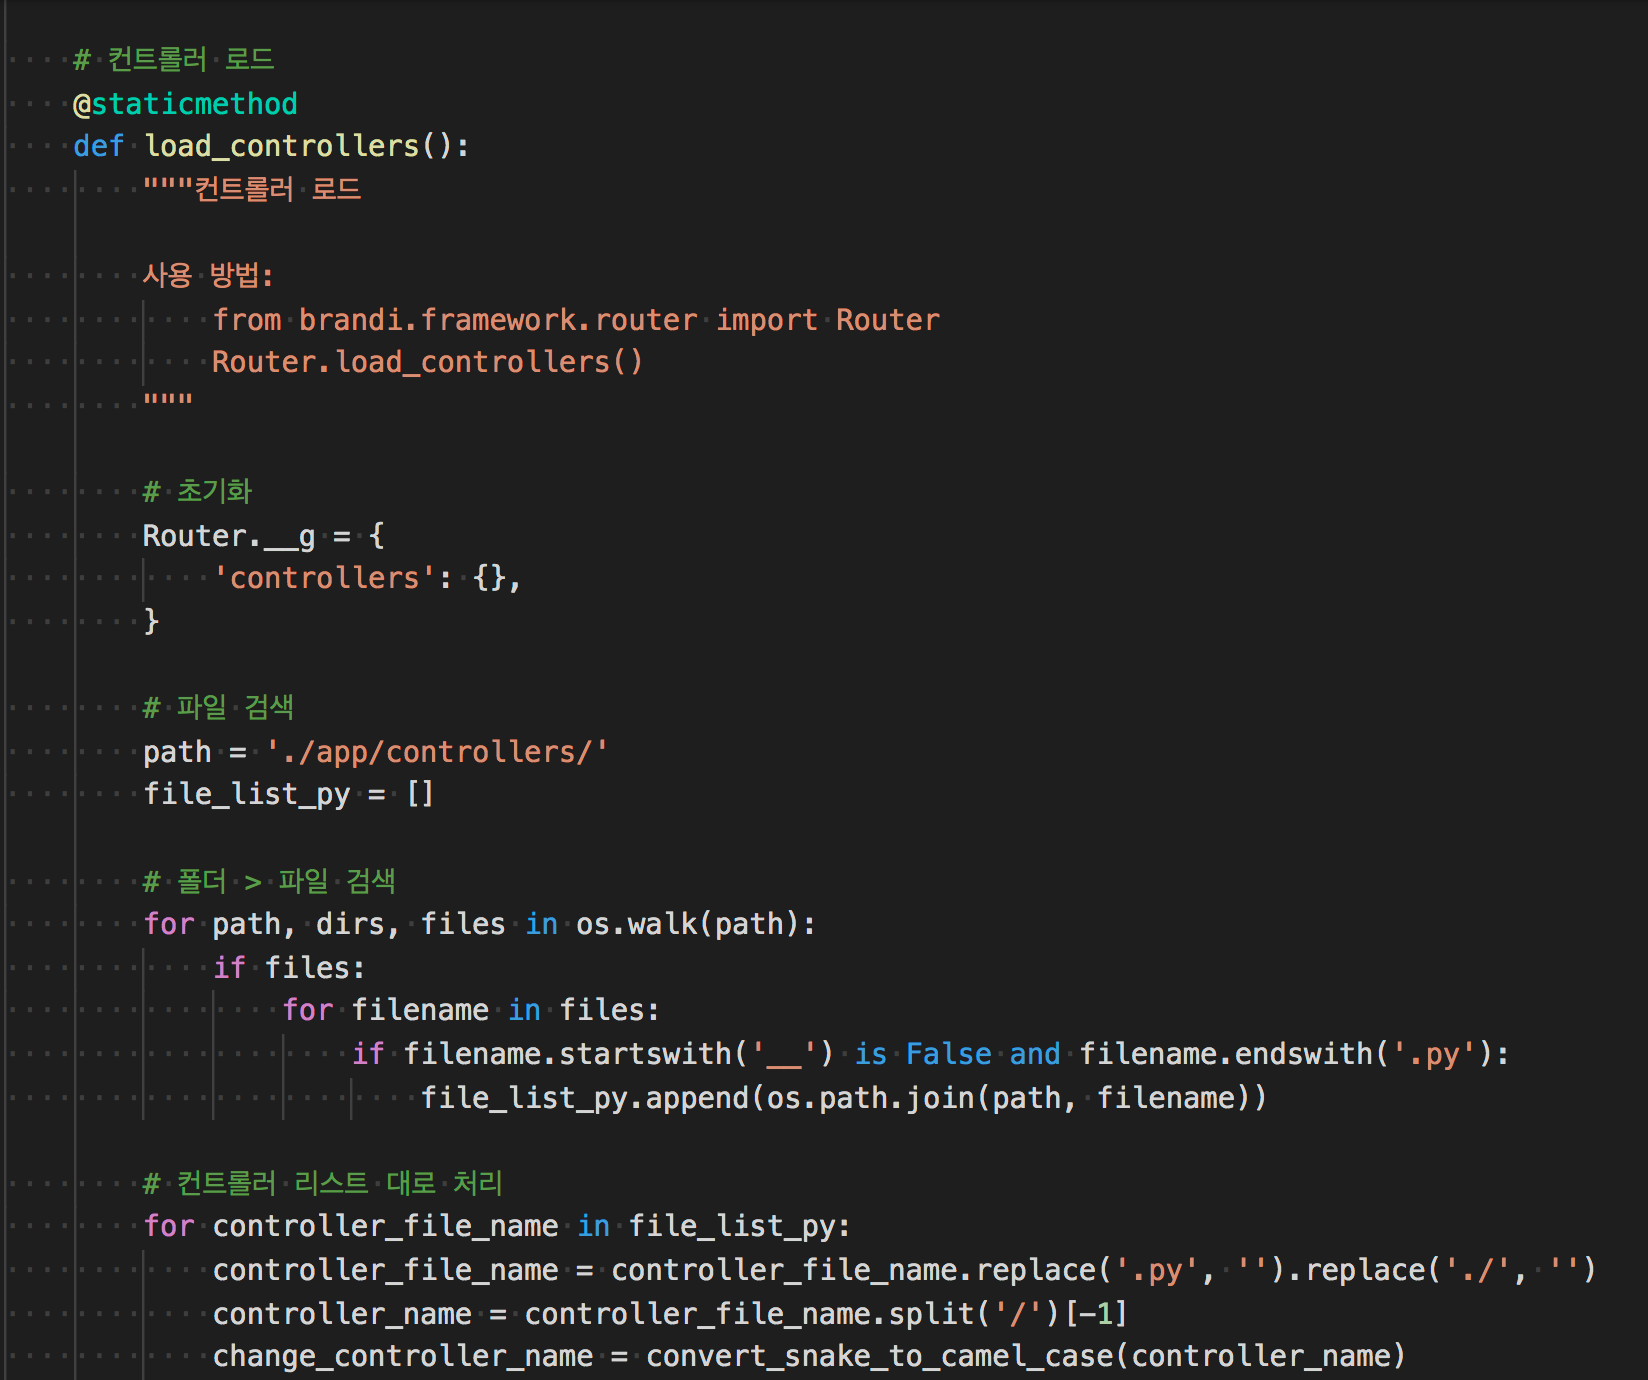 # 컨트롤러 로드
@staticmethod
def load_controllers():
"""컨트롤러 로드
사용 방법:
from brandi.framework.router import Router
Router.load_controllers()
"""
# 초기화
Router.__g = {
'controllers': {},
}
# 파일 검색
path = './app/controllers/'
file_list_py = []
# 폴더 > 파일 검색
for path, dirs, files in os.walk(path):
if files:
for filename in files:
if filename.startswith('__') is False and filename.endswith('.py'):
file_list_py.append(os.path.join(path, filename))
# 컨트롤러 리스트 대로 처리
for controller_file_name in file_list_py:
controller_file_name = controller_file_name.replace('.py', '').replace('./', '')
controller_name = controller_file_name.split('/')[-1]
change_controller_name = convert_snake_to_camel_case(controller_name)